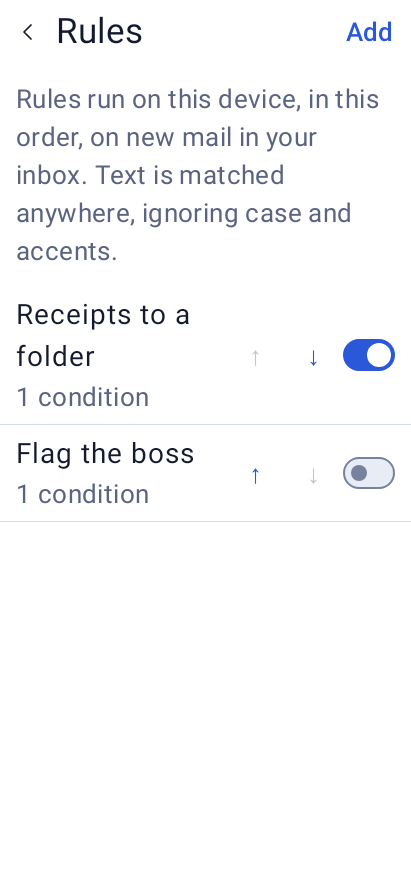 Rules
Add
Rules run on this device, in this
order, on new mail in your
inbox. Text is matched
anywhere, ignoring case and
accents.
Receipts to a
folder
1 condition
↑ ↓
Flag the boss
1 condition
↑ ↓